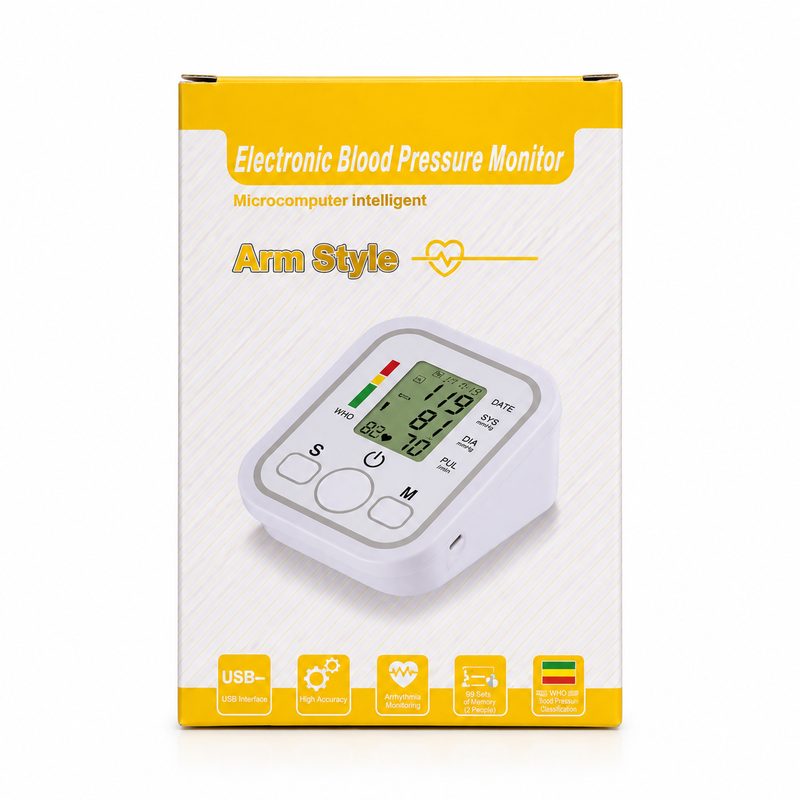 Electronic Blood Pressure Monitor
Microcomputer intelligent
Arm Style
119
81
82 70
DATE
SYS
mmHg
DIA
mmHg
PUL
/min
WHO
S
M
USB
USB Interface
High Accuracy
Arrhythmia
Monitoring
99 Sets
of Memory
(2 People)
WHO
Blood Pressure
Classification